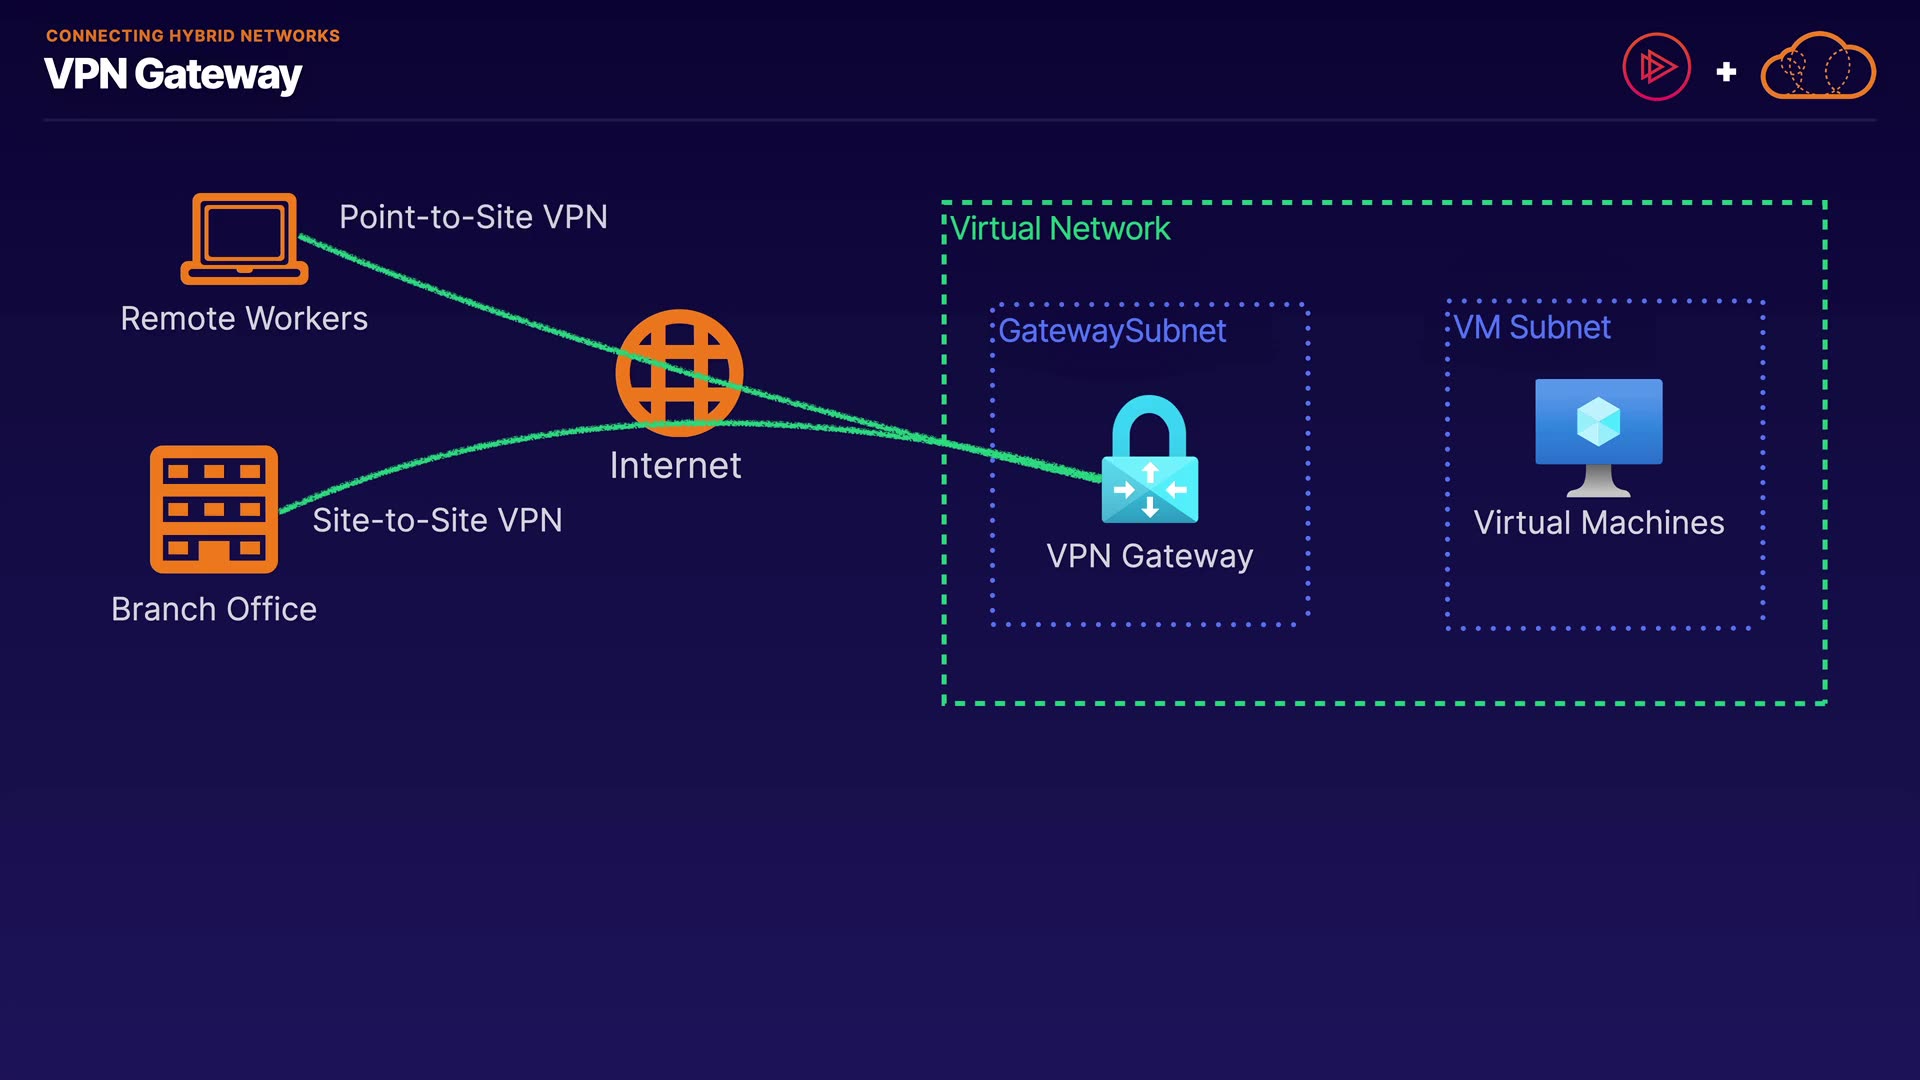 CONNECTING HYBRID NETWORKS
VPN Gateway
Point-to-Site VPN
Remote Workers
Internet
Site-to-Site VPN
Branch Office
Virtual Network
GatewaySubnet
VPN Gateway
VM Subnet
Virtual Machines